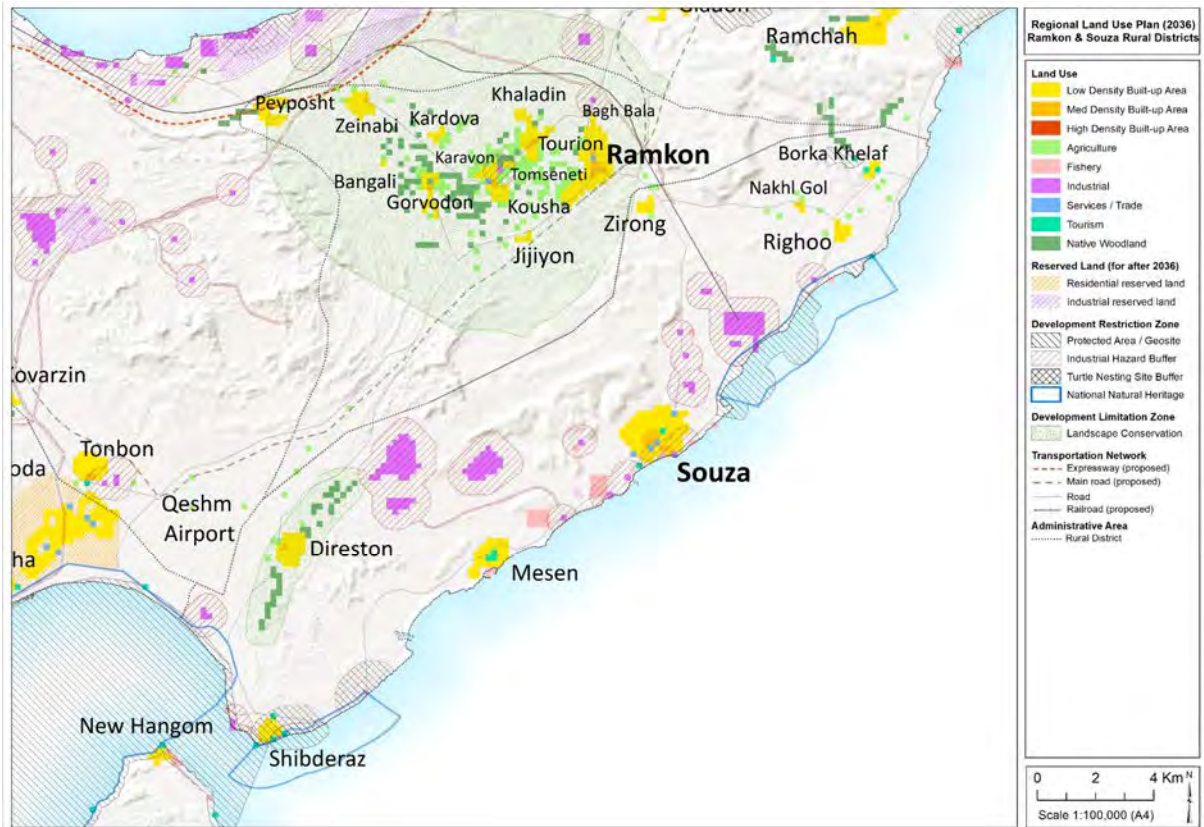 Ramchah
Peyposht
Zeinabi
Kardova
Khaladin
Bagh Bala
Tourion
Ramkon
Karavon
Tomseneti
Bangali
Gorvodon
Kousha
Jijiyon
Zirong
Borka Khelaf
Nakhl Gol
Righoo
ovarzin
Tonbon
oda
Qeshm
Airport
ha
Direston
Souza
Mesen
New Hangom
Shibderaz
Regional Land Use Plan (2036)
Ramkon & Souza Rural Districts
Land Use
Low Density Built-up Area
Med Density Built-up Area
High Density Built-up Area
Agriculture
Fishery
Industrial
Services / Trade
Tourism
Native Woodland
Reserved Land (for after 2036)
Residential reserved land
Industrial reserved land
Development Restriction Zone
Protected Area / Geosite
Industrial Hazard Buffer
Turtle Nesting Site Buffer
National Natural Heritage
Development Limitation Zone
Landscape Conservation
Transportation Network
Expressway (proposed)
Main road (proposed)
Road
Railroad (proposed)
Administrative Area
Rural District
0 2 4 Km
N
Scale 1:100,000 (A4)